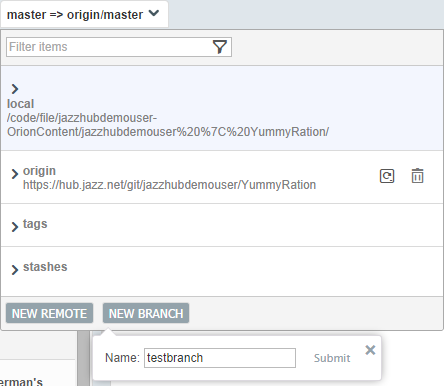 master => origin/master
Filter items
local
/code/file/jazzhubdemouser-
OrionContent/jazzhubdemouser%20%7C%20YummyRation/
origin
https://hub.jazz.net/git/jazzhubdemouser/YummyRation
tags
stashes
NEW REMOTE NEW BRANCH
Name: testbranch Submit
erman's